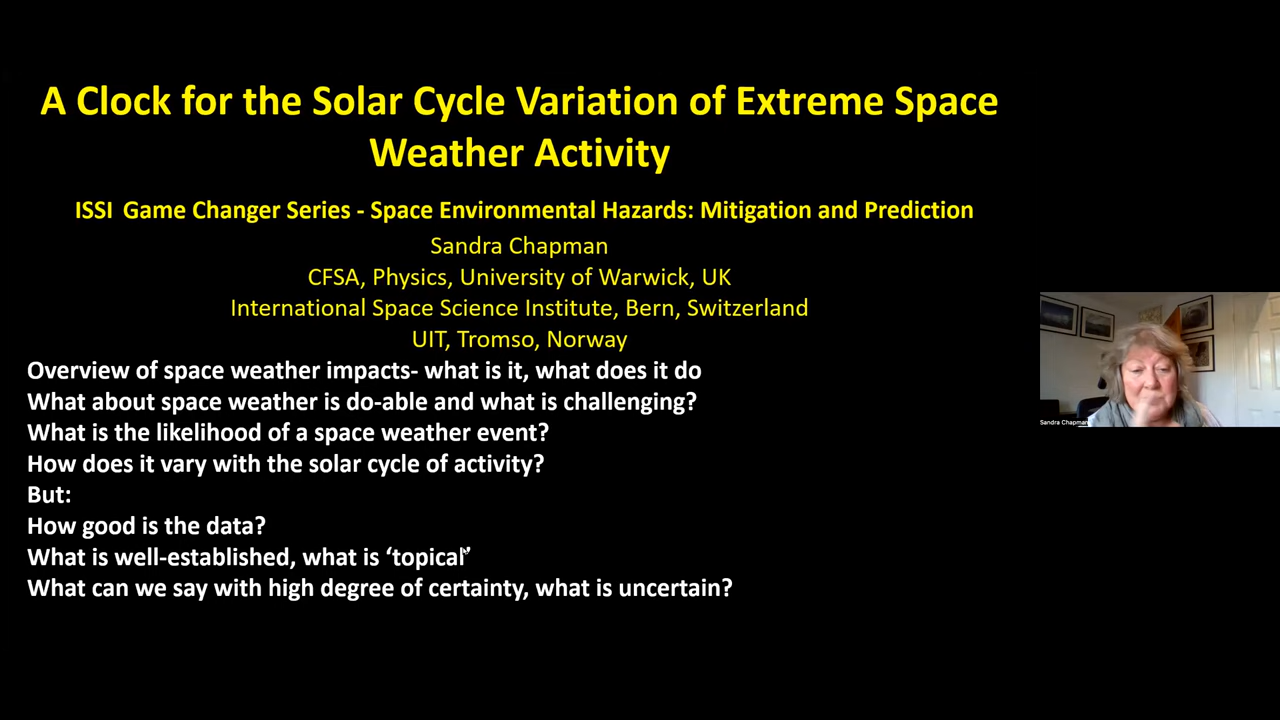 A Clock for the Solar Cycle Variation of Extreme Space
Weather Activity
ISSI Game Changer Series - Space Environmental Hazards: Mitigation and Prediction
Sandra Chapman
CFSA, Physics, University of Warwick, UK
International Space Science Institute, Bern, Switzerland
UIT, Tromso, Norway
Overview of space weather impacts- what is it, what does it do
What about space weather is do-able and what is challenging?
What is the likelihood of a space weather event?
How does it vary with the solar cycle of activity?
But:
How good is the data?
What is well-established, what is ‘topical’
What can we say with high degree of certainty, what is uncertain?
Sandra Chapman